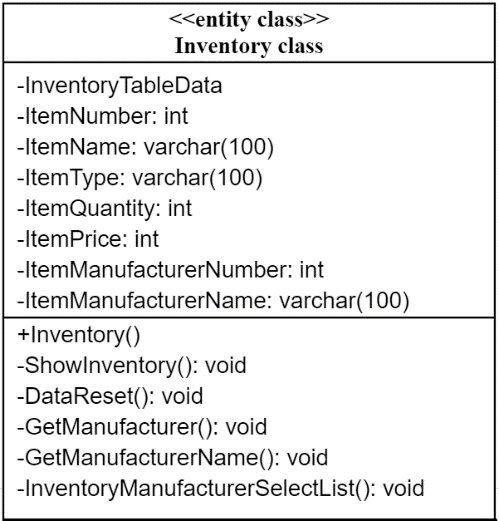 <<entity class>>
Inventory class
-InventoryTableData
-ItemNumber: int
-ItemName: varchar(100)
-ItemType: varchar(100)
-ItemQuantity: int
-ItemPrice: int
-ItemManufacturerNumber: int
-ItemManufacturerName: varchar(100)
+Inventory()
-ShowInventory(): void
-DataReset(): void
-GetManufacturer(): void
-GetManufacturerName(): void
-InventoryManufacturerSelectList(): void